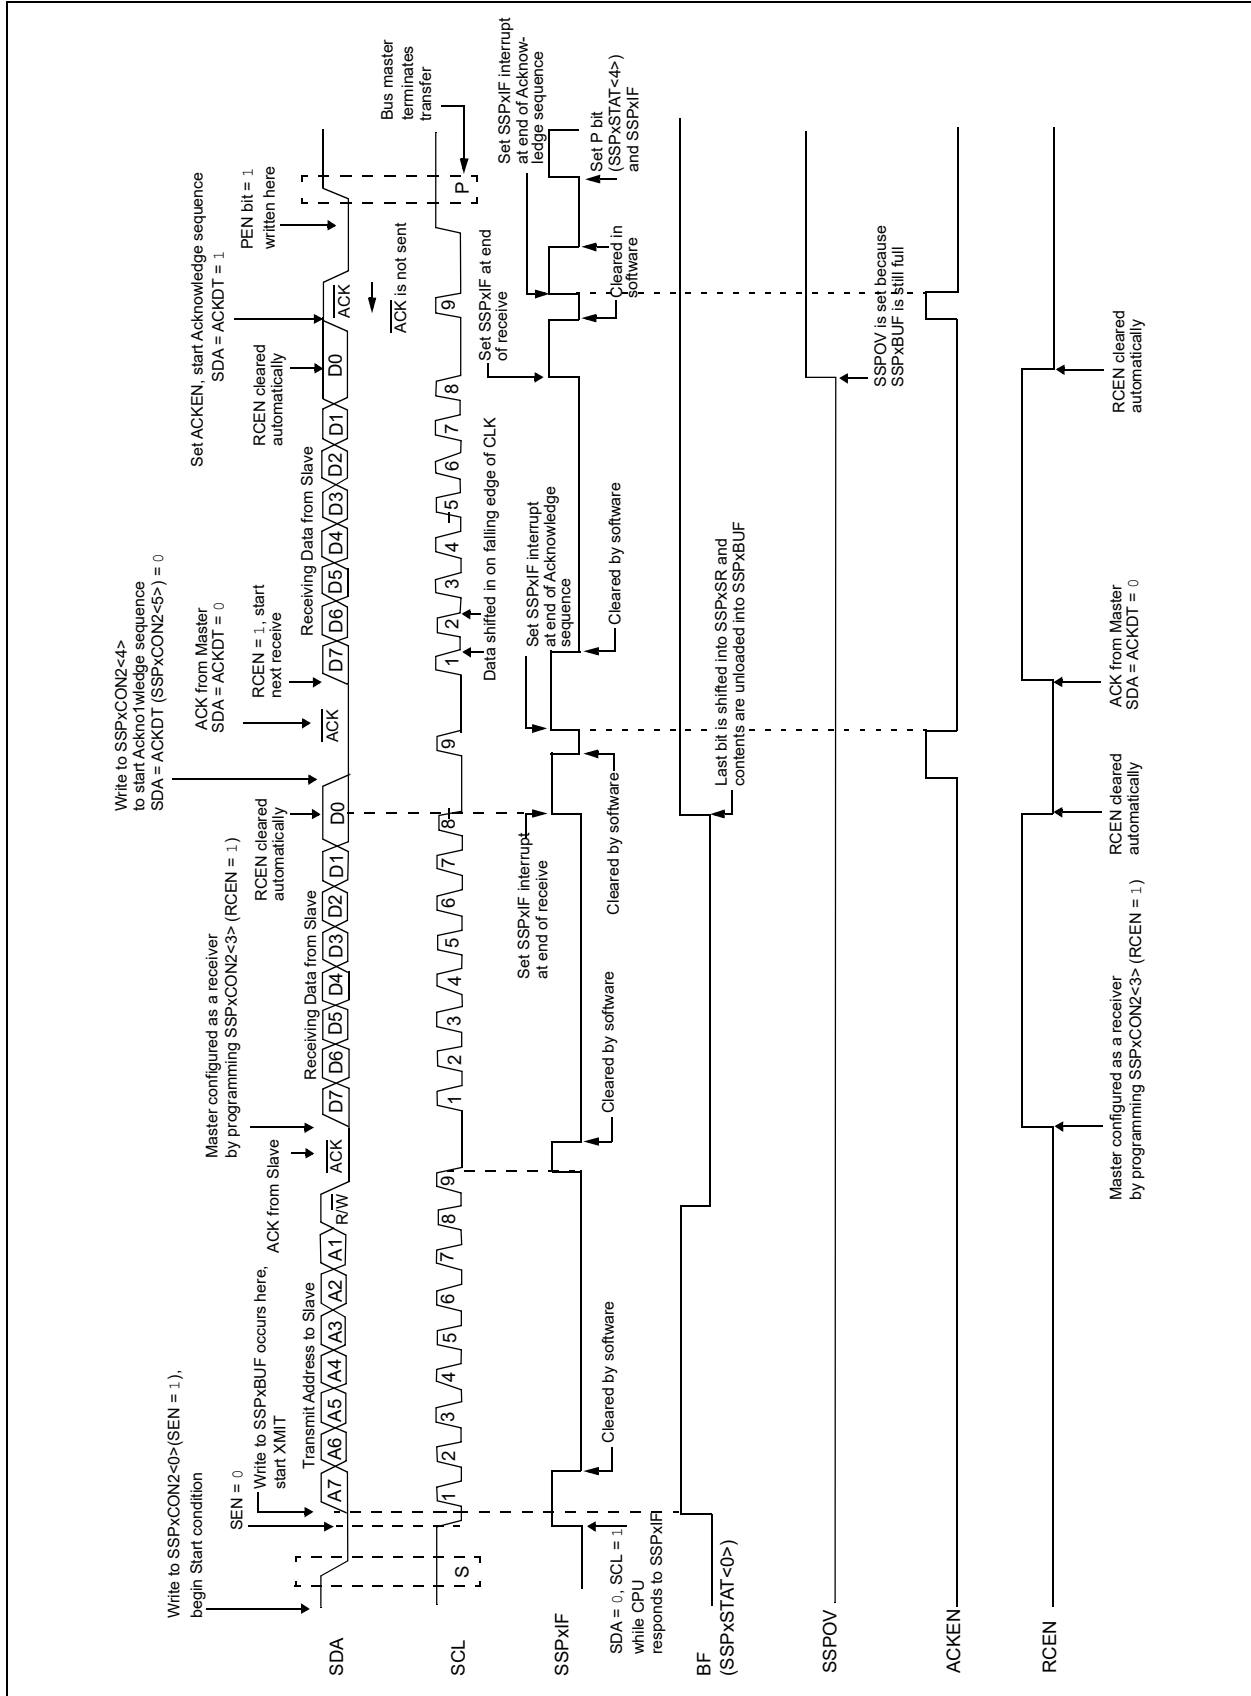 Write to SSPxCON2<0>(SEN = 1),
begin Start condition
SEN = 0
Write to SSPxBUF occurs here,
start XMIT
ACK from Slave
Master configured as a receiver
by programming SSPxCON2<3> (RCEN = 1)
RCEN cleared
automatically
Write to SSPxCON2<4>
to start Ackno1wledge sequence
SDA = ACKDT (SSPxCON2<5>) = 0
ACK from Master
SDA = ACKDT = 0
RCEN = 1, start
next receive
RCEN cleared
automatically
Set ACKEN, start Acknowledge sequence
SDA = ACKDT = 1
PEN bit = 1
written here
Transmit Address to Slave
Receiving Data from Slave
Receiving Data from Slave
SDA
A7 A6 A5 A4 A3 A2 A1 R/W ACK D7 D6 D5 D4 D3 D2 D1 D0 ACK D7 D6 D5 D4 D3 D2 D1 D0 ACK
ACK is not sent
Bus master
terminates
transfer
SCL
S 1 2 3 4 5 6 7 8 9 1 2 3 4 5 6 7 8 9 1 2 3 4 5 6 7 8 9 P
Data shifted in on falling edge of CLK
Set SSPxIF interrupt
at end of receive
Set SSPxIF interrupt
at end of Acknowledge
sequence
Set SSPxIF at end
of receive
Set SSPxIF interrupt
at end of Acknow-
ledge sequence
SSPxIF
SDA = 0, SCL = 1
while CPU
responds to SSPxIF
Cleared by software
Cleared by software
Cleared by software
Cleared by software
Cleared in
software
Set P bit
(SSPxSTAT<4>)
and SSPxIF
BF
(SSPxSTAT<0>)
Last bit is shifted into SSPxSR and
contents are unloaded into SSPxBUF
SSPOV
SSPOV is set because
SSPxBUF is still full
ACKEN
RCEN
Master configured as a receiver
by programming SSPxCON2<3> (RCEN = 1)
RCEN cleared
automatically
ACK from Master
SDA = ACKDT = 0
RCEN cleared
automatically